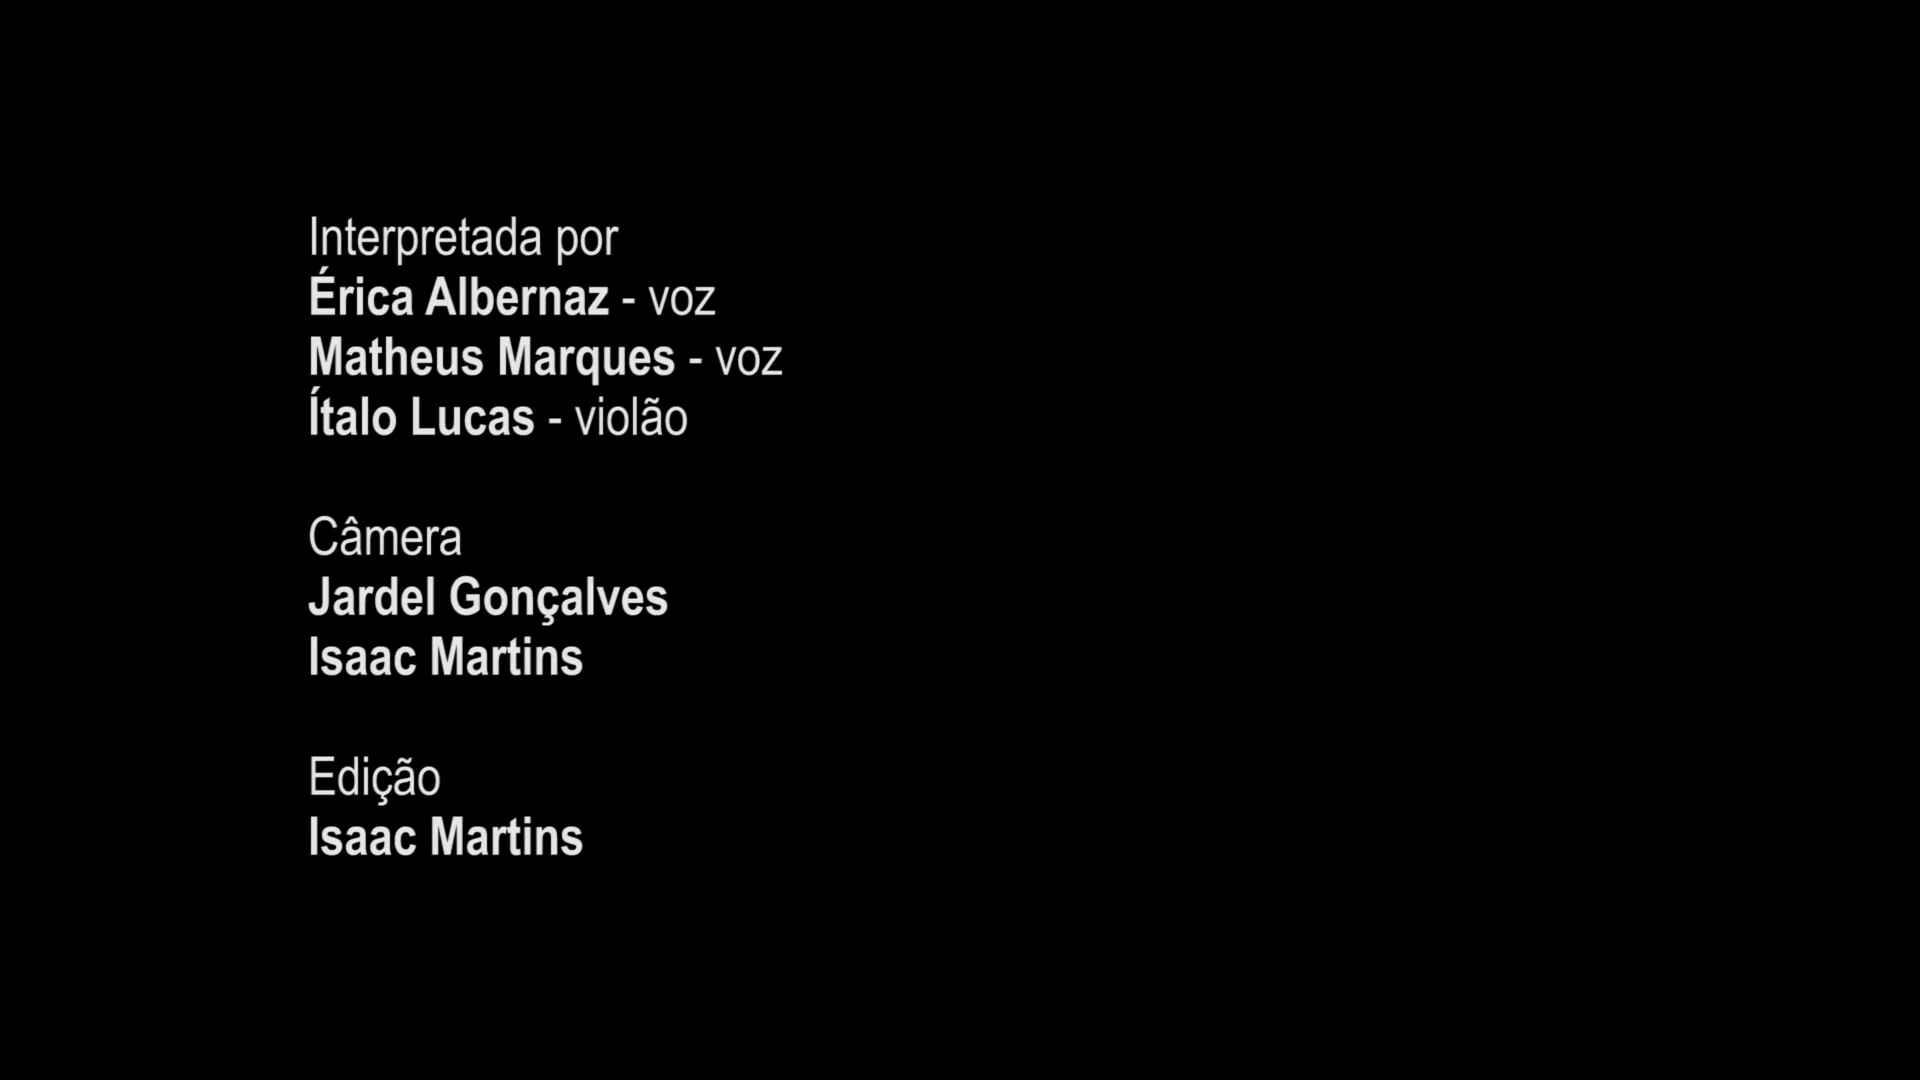 Interpretada por
Érica Albernaz - voz
Matheus Marques - voz
Ítalo Lucas - violão
Câmera
Jardel Gonçalves
Isaac Martins
Edição
Isaac Martins